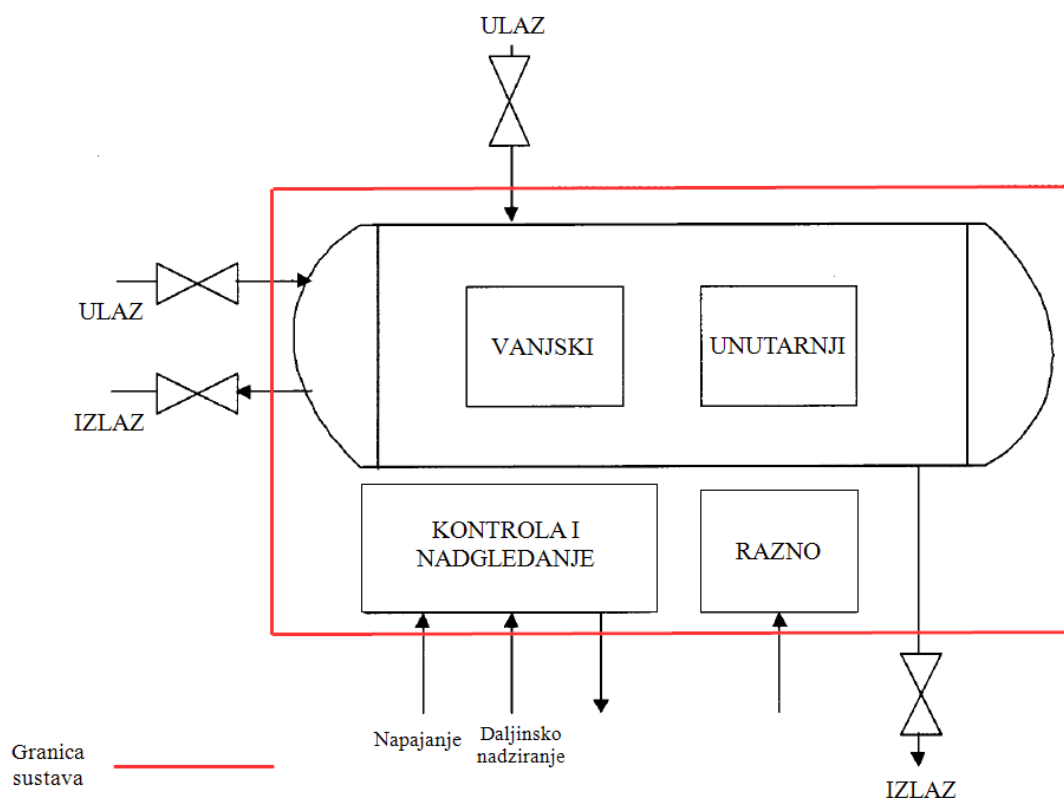 ULAZ
ULAZ
VANJSKI
UNUTARNJI
IZLAZ
KONTROLA I
NADGLEDANJE
RAZNO
Napajanje
Daljinsko
nadziranje
Granica
sustava
IZLAZ